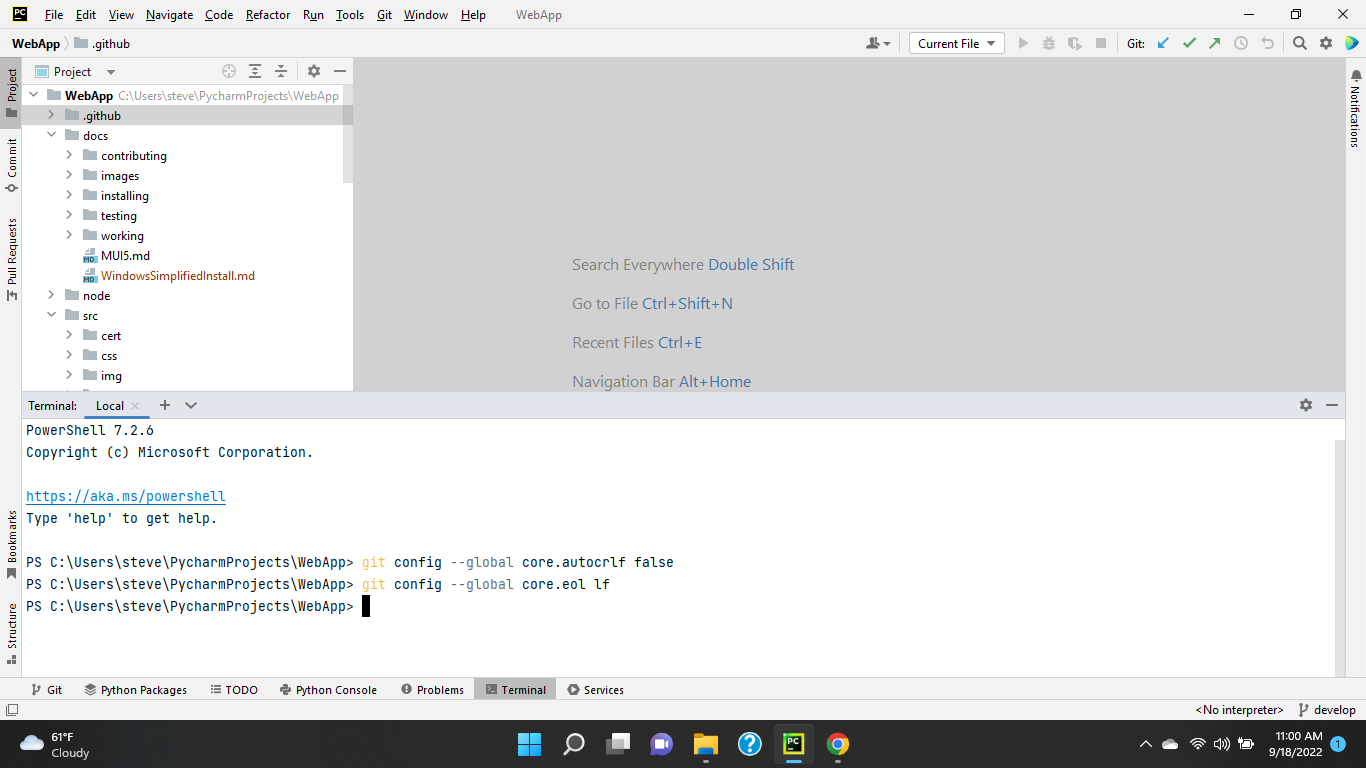 PC File Edit View Navigate Code Refactor Run Tools Git Window Help WebApp
WebApp .github Current File Git:
Project
WebApp C:\Users\steve\PycharmProjects\WebApp
.github
docs
contributing
images
installing
testing
working
MD MUI5.md
MD WindowsSimplifiedInstall.md
node
src
cert
css
img
Project
Commit
Pull Requests
Bookmarks
Structure
Search Everywhere Double Shift
Go to File Ctrl+Shift+N
Recent Files Ctrl+E
Navigation Bar Alt+Home
Notifications
Terminal: Local
PowerShell 7.2.6
Copyright (c) Microsoft Corporation.
https://aka.ms/powershell
Type 'help' to get help.
PS C:\Users\steve\PycharmProjects\WebApp> git config --global core.autocrlf false
PS C:\Users\steve\PycharmProjects\WebApp> git config --global core.eol lf
PS C:\Users\steve\PycharmProjects\WebApp>
Git Python Packages TODO Python Console Problems Terminal Services
<No interpreter> develop
61°F
Cloudy
PC
11:00 AM
9/18/2022
1